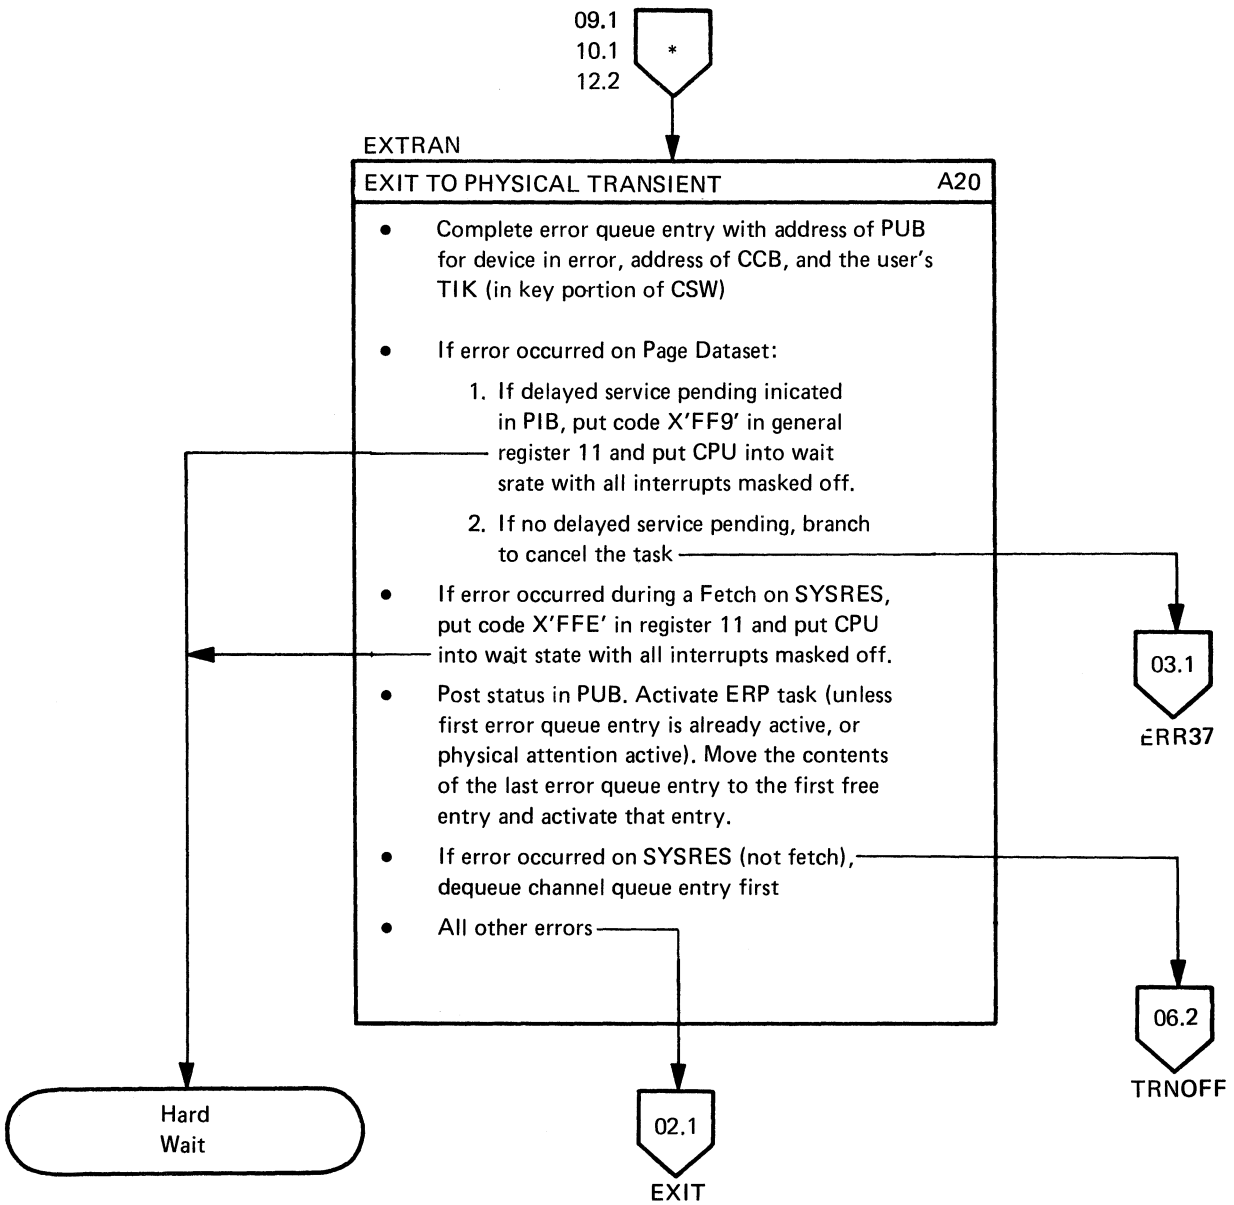 09.1
10.1
12.2
*
EXTRAN
EXIT TO PHYSICAL TRANSIENT A20
● Complete error queue entry with address of PUB
for device in error, address of CCB, and the user's
TIK (in key portion of CSW)
● If error occurred on Page Dataset:
1. If delayed service pending inicated
in PIB, put code X'FF9' in general
register 11 and put CPU into wait
srate with all interrupts masked off.
2. If no delayed service pending, branch
to cancel the task
● If error occurred during a Fetch on SYSRES,
put code X'FFE' in register 11 and put CPU
into wait state with all interrupts masked off.
03.1
ERR37
● Post status in PUB. Activate ERP task (unless
first error queue entry is already active, or
physical attention active). Move the contents
of the last error queue entry to the first free
entry and activate that entry.
● If error occurred on SYSRES (not fetch),
dequeue channel queue entry first
● All other errors
06.2
TRNOFF
Hard
Wait
02.1
EXIT